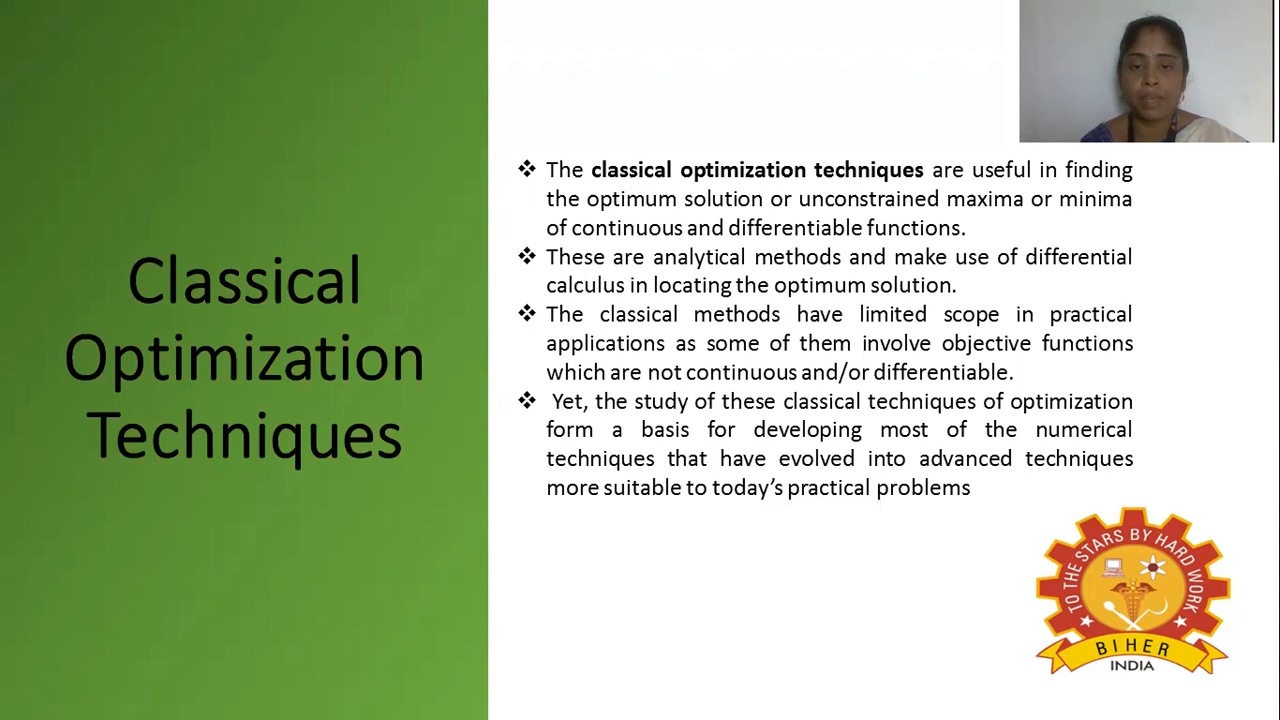 Classical
Optimization
Techniques
❖ The classical optimization techniques are useful in finding
the optimum solution or unconstrained maxima or minima
of continuous and differentiable functions.
❖ These are analytical methods and make use of differential
calculus in locating the optimum solution.
❖ The classical methods have limited scope in practical
applications as some of them involve objective functions
which are not continuous and/or differentiable.
❖ Yet, the study of these classical techniques of optimization
form a basis for developing most of the numerical
techniques that have evolved into advanced techniques
more suitable to today’s practical problems
TO THE STARS BY HARD WORK
BIHER
INDIA